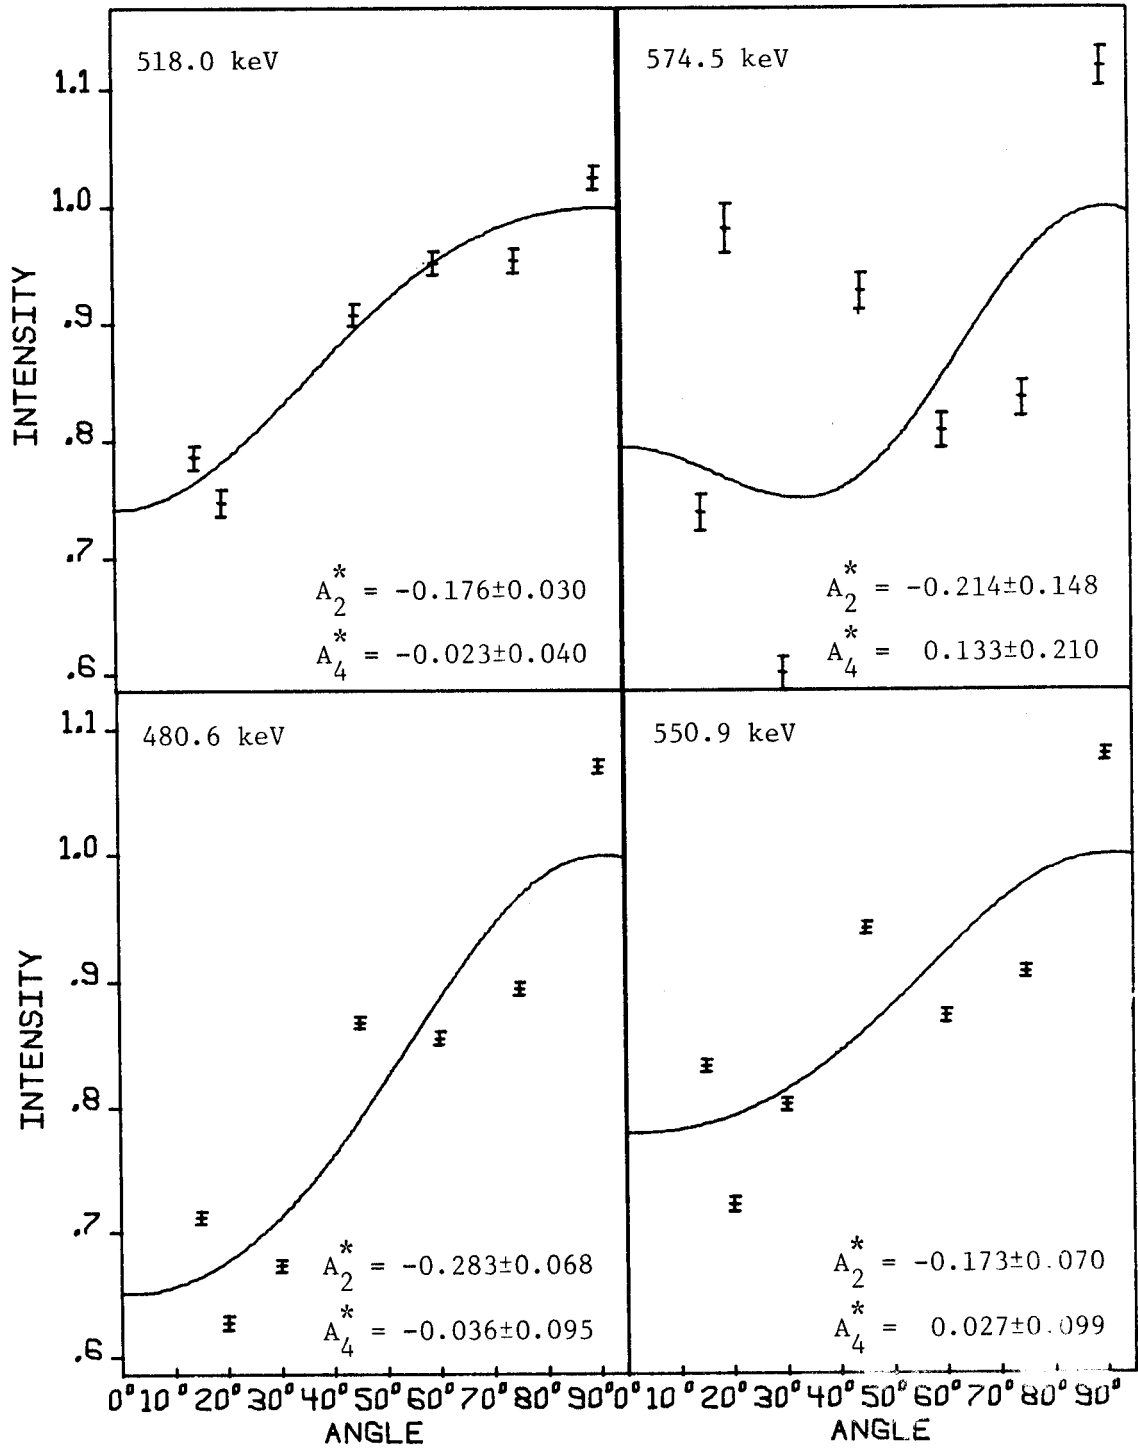 518.0 keV
574.5 keV
1.1
1.0
.9
.8
.7
.6
INTENSITY
A₂* = -0.176±0.030
A₄* = -0.023±0.040
A₂* = -0.214±0.148
A₄* = 0.133±0.210
480.6 keV
550.9 keV
1.1
1.0
.9
.8
.7
.6
INTENSITY
A₂* = -0.283±0.068
A₄* = -0.036±0.095
A₂* = -0.173±0.070
A₄* = 0.027±0.099
0° 10° 20° 30° 40° 50° 60° 70° 80° 90° 0° 10° 20° 30° 40° 50° 60° 70° 80° 90°
ANGLE
ANGLE